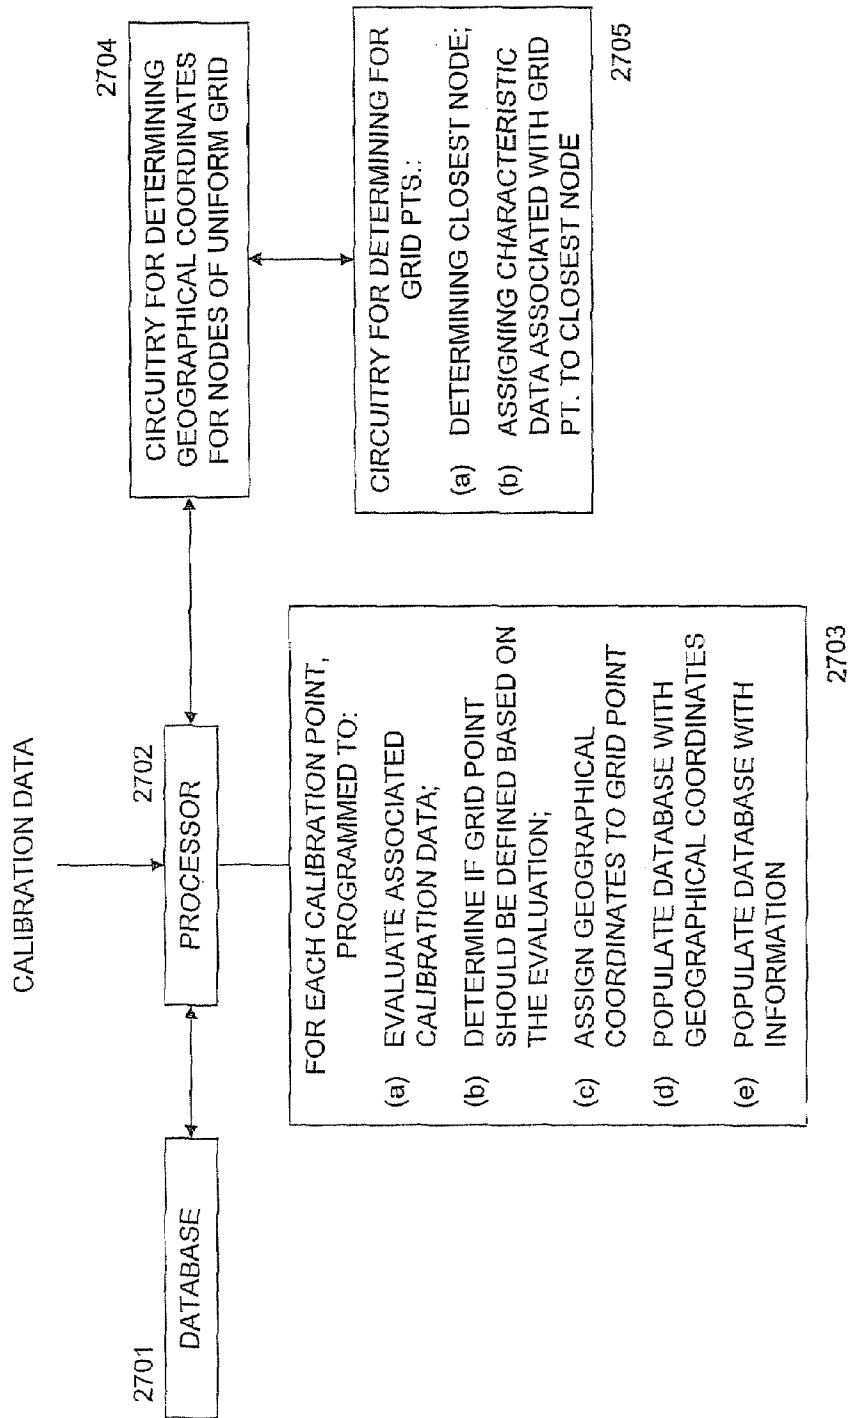 CALIBRATION DATA
2701
DATABASE
2702
PROCESSOR
2704
CIRCUITRY FOR DETERMINING
GEOGRAPHICAL COORDINATES
FOR NODES OF UNIFORM GRID
FOR EACH CALIBRATION POINT,
PROGRAMMED TO:
(a) EVALUATE ASSOCIATED
CALIBRATION DATA;
(b) DETERMINE IF GRID POINT
SHOULD BE DEFINED BASED ON
THE EVALUATION;
(c) ASSIGN GEOGRAPHICAL
COORDINATES TO GRID POINT
(d) POPULATE DATABASE WITH
GEOGRAPHICAL COORDINATES
(e) POPULATE DATABASE WITH
INFORMATION
2703
CIRCUITRY FOR DETERMINING FOR
GRID PTS.:
(a) DETERMINING CLOSEST NODE;
(b) ASSIGNING CHARACTERISTIC
DATA ASSOCIATED WITH GRID
PT. TO CLOSEST NODE
2705